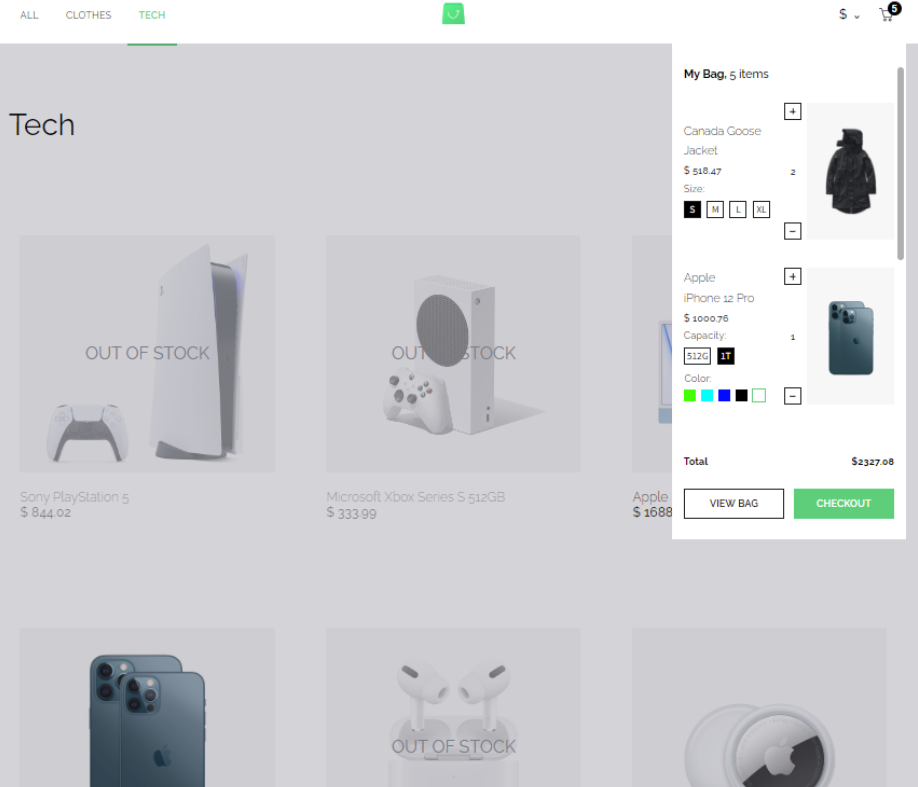 ALL CLOTHES TECH
$
5
My Bag, 5 items
Tech
Canada Goose
Jacket
$ 518.47
Size:
S M L XL
+
2
−
Apple
iPhone 12 Pro
$ 1000.76
Capacity:
512G 1T
Color:
+
1
−
Total $2327.08
VIEW BAG CHECKOUT
OUT OF STOCK
Sony PlayStation 5
$ 844.02
OUT OF STOCK
Microsoft Xbox Series S 512GB
$ 333.99
Apple
$ 1688
OUT OF STOCK